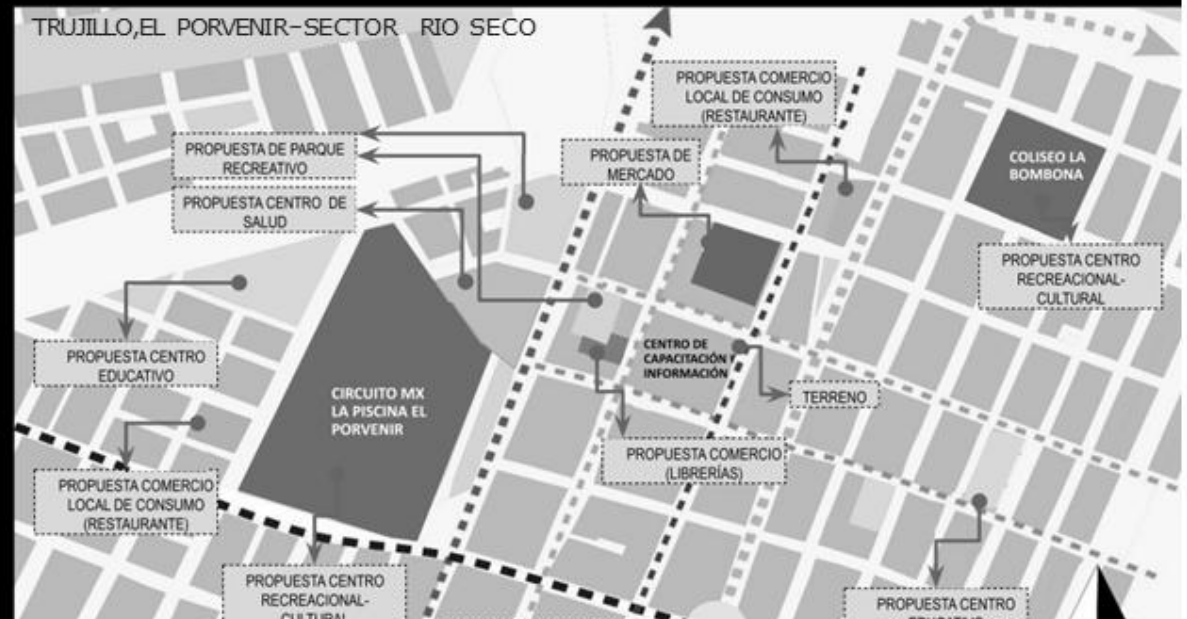 TRUJILLO,EL PORVENIR-SECTOR RIO SECO
PROPUESTA COMERCIO
LOCAL DE CONSUMO
(RESTAURANTE)
PROPUESTA DE PARQUE
RECREATIVO
PROPUESTA DE
MERCADO
COLISEO LA
BOMBONA
PROPUESTA CENTRO DE
SALUD
PROPUESTA CENTRO
RECREACIONAL-
CULTURAL
PROPUESTA CENTRO
EDUCATIVO
CENTRO DE
CAPACITACIÓN
INFORMACIÓN
CIRCUITO MX
LA PISCINA EL
PORVENIR
TERRENO
PROPUESTA COMERCIO
(LIBRERÍAS)
PROPUESTA COMERCIO
LOCAL DE CONSUMO
(RESTAURANTE)
PROPUESTA CENTRO
RECREACIONAL-
CULTURAL
PROPUESTA CENTRO
EDUCATIVO